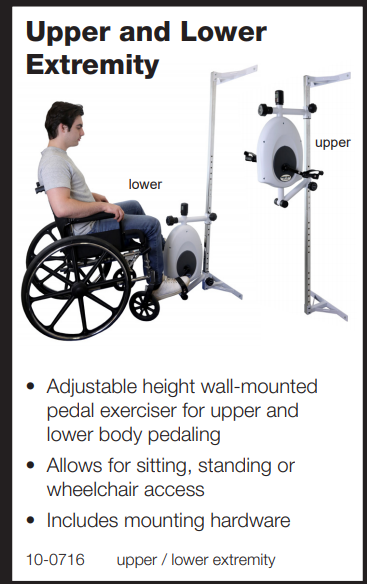 Upper and Lower
Extremity
upper
lower
• Adjustable height wall-mounted
pedal exerciser for upper and
lower body pedaling
• Allows for sitting, standing or
wheelchair access
• Includes mounting hardware
10-0716 upper / lower extremity